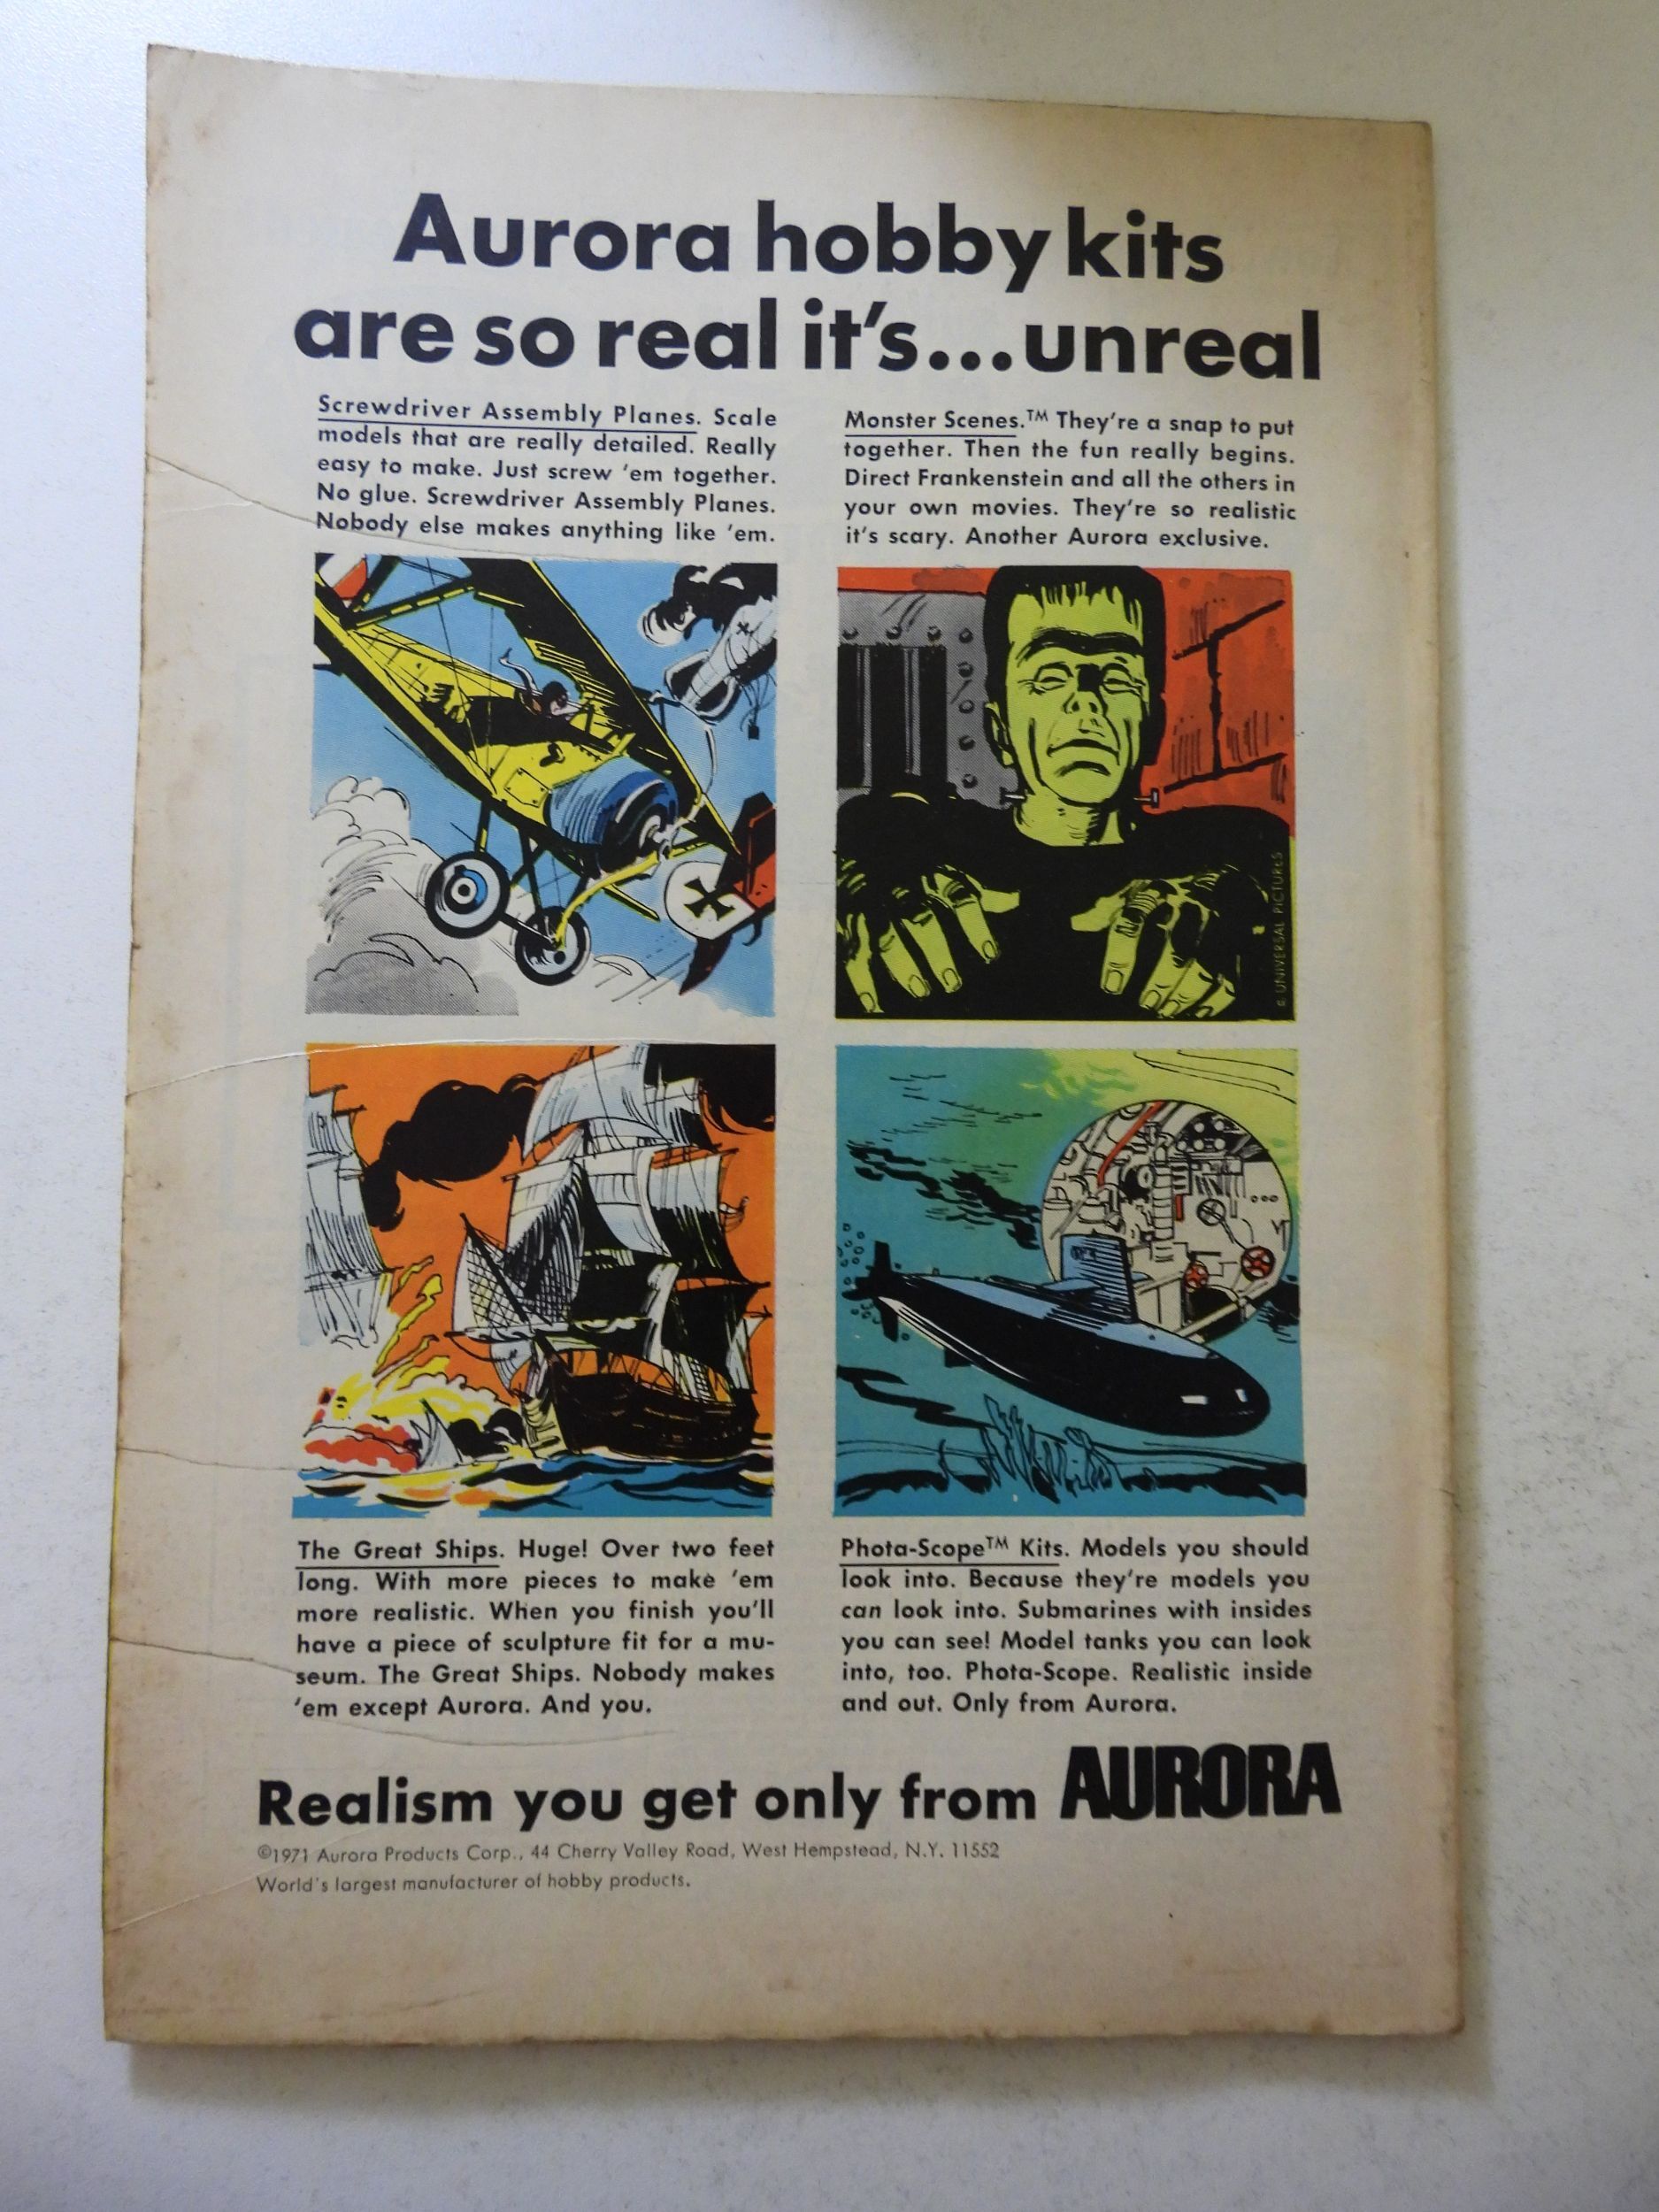 Aurora hobby kits
are so real it's...unreal
Screwdriver Assembly Planes. Scale
models that are really detailed. Really
easy to make. Just screw 'em together.
No glue. Screwdriver Assembly Planes.
Nobody else makes anything like 'em.
Monster Scenes.™ They're a snap to put
together. Then the fun really begins.
Direct Frankenstein and all the others in
your own movies. They're so realistic
it's scary. Another Aurora exclusive.
© UNIVERSAL PICTURES
The Great Ships. Huge! Over two feet
long. With more pieces to make 'em
more realistic. When you finish you'll
have a piece of sculpture fit for a mu-
seum. The Great Ships. Nobody makes
'em except Aurora. And you.
Phota-Scope™ Kits. Models you should
look into. Because they're models you
can look into. Submarines with insides
you can see! Model tanks you can look
into, too. Phota-Scope. Realistic inside
and out. Only from Aurora.
Realism you get only from AURORA
©1971 Aurora Products Corp., 44 Cherry Valley Road, West Hempstead, N.Y. 11552
World's largest manufacturer of hobby products.